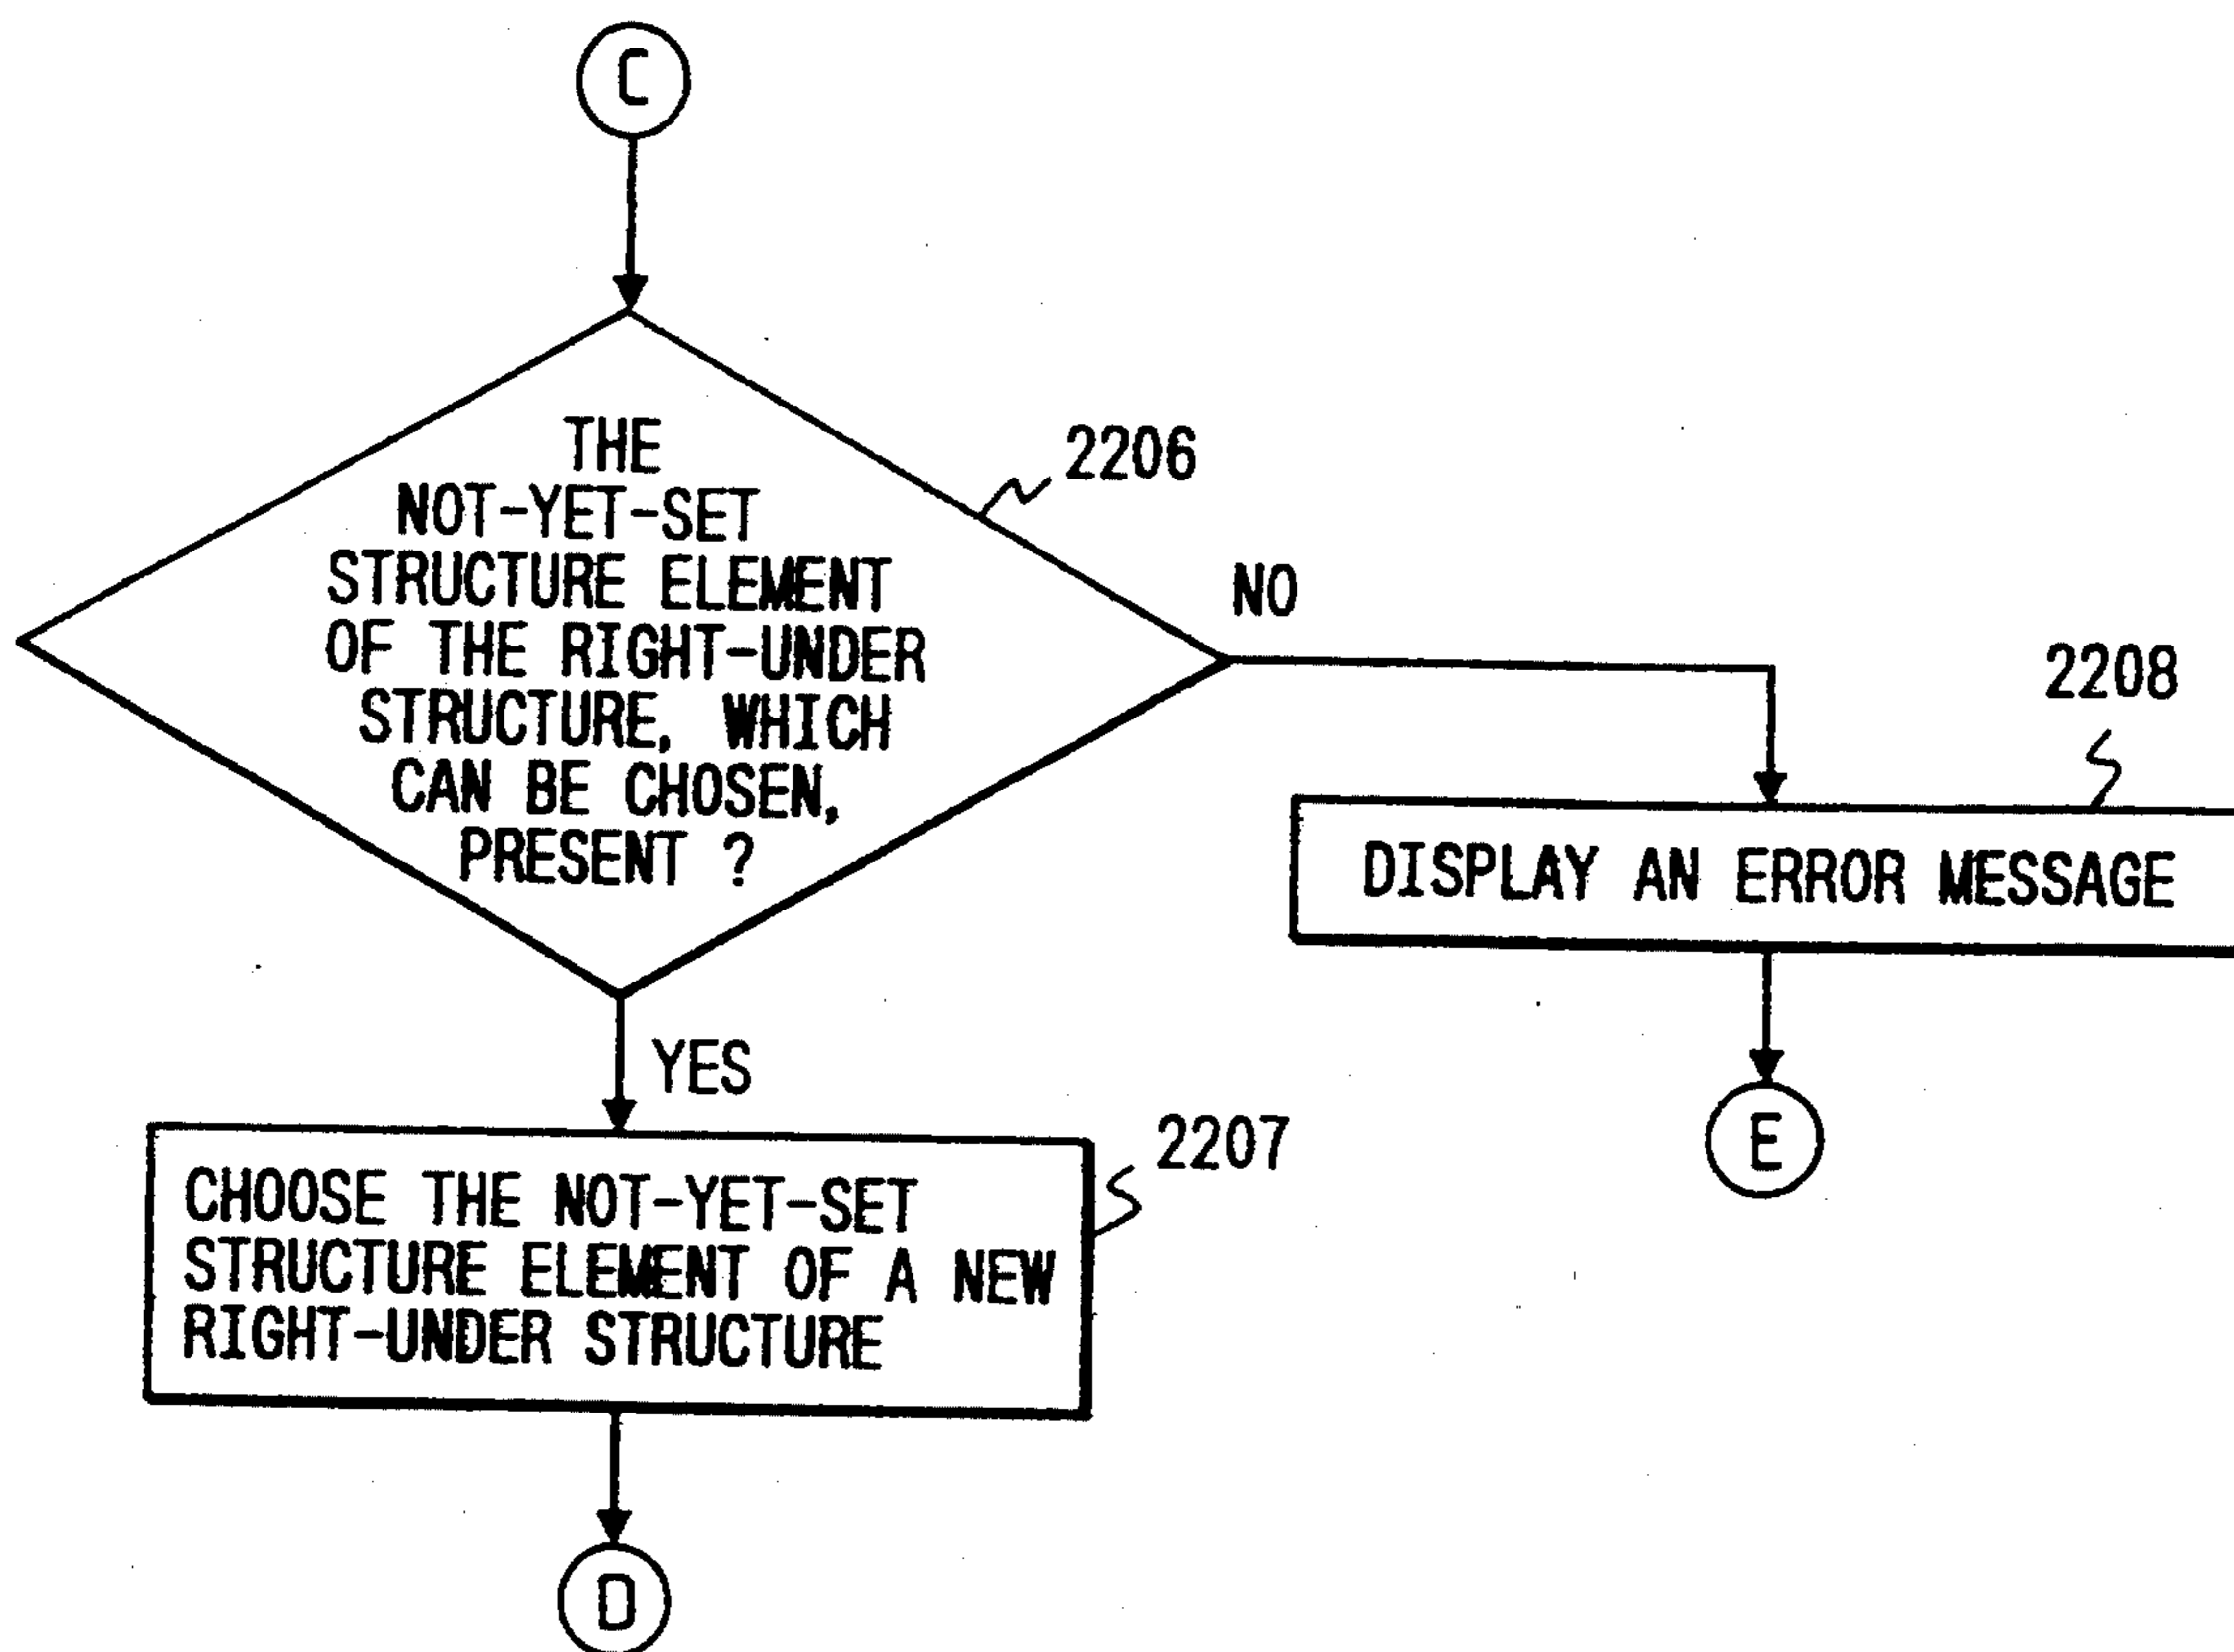 C
THE
NOT-YET-SET
STRUCTURE ELEMENT
OF THE RIGHT-UNDER
STRUCTURE, WHICH
CAN BE CHOSEN,
PRESENT ?
2206
NO
2208
DISPLAY AN ERROR MESSAGE
E
YES
2207
CHOOSE THE NOT-YET-SET
STRUCTURE ELEMENT OF A NEW
RIGHT-UNDER STRUCTURE
D